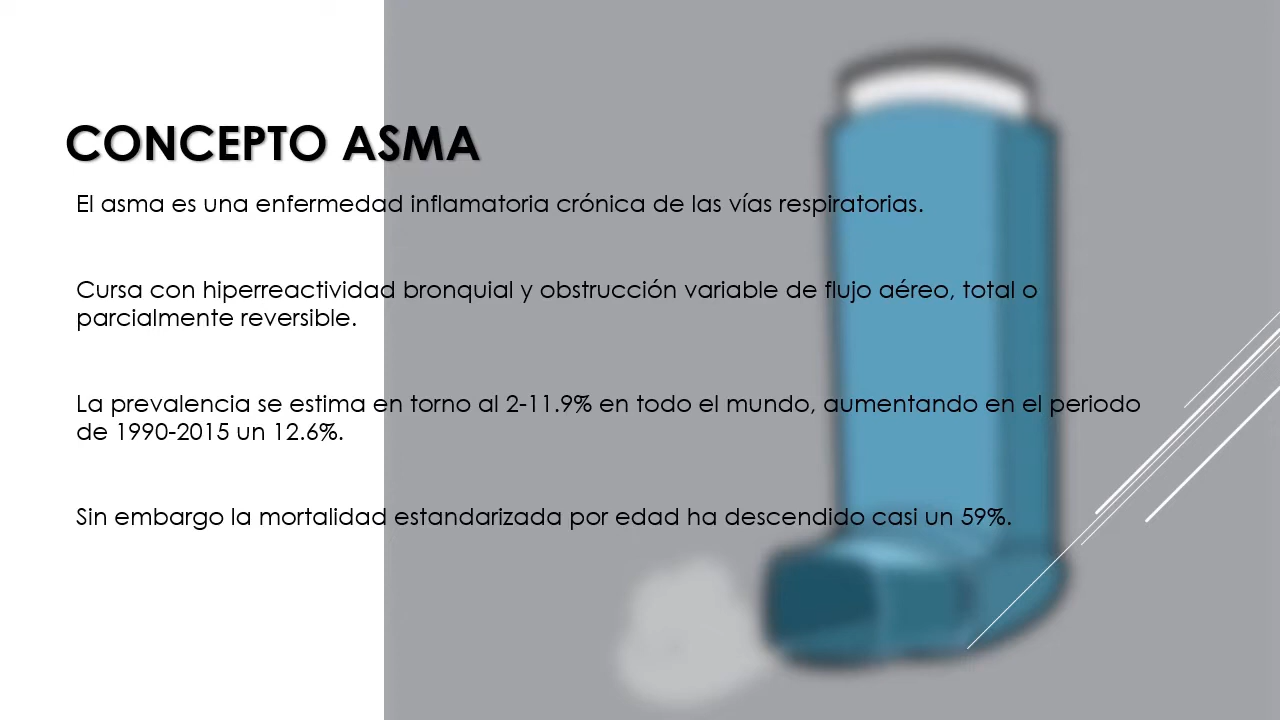 CONCEPTO ASMA
El asma es una enfermedad inflamatoria crónica de las vías respiratorias.
Cursa con hiperreactividad bronquial y obstrucción variable de flujo aéreo, total o
parcialmente reversible.
La prevalencia se estima en torno al 2-11.9% en todo el mundo, aumentando en el periodo
de 1990-2015 un 12.6%.
Sin embargo la mortalidad estandarizada por edad ha descendido casi un 59%.